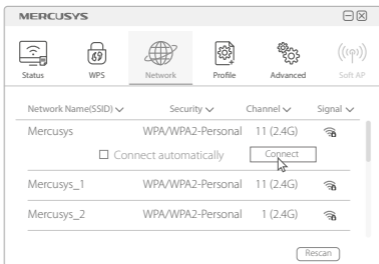 MERCUSYS
Status WPS Network Profile Advanced Soft AP
Network Name(SSID) Security Channel Signal
Mercusys WPA/WPA2-Personal 11 (2.4G)
Connect automatically Connect
Mercusys_1 WPA/WPA2-Personal 11 (2.4G)
Mercusys_2 WPA/WPA2-Personal 1 (2.4G)
Rescan